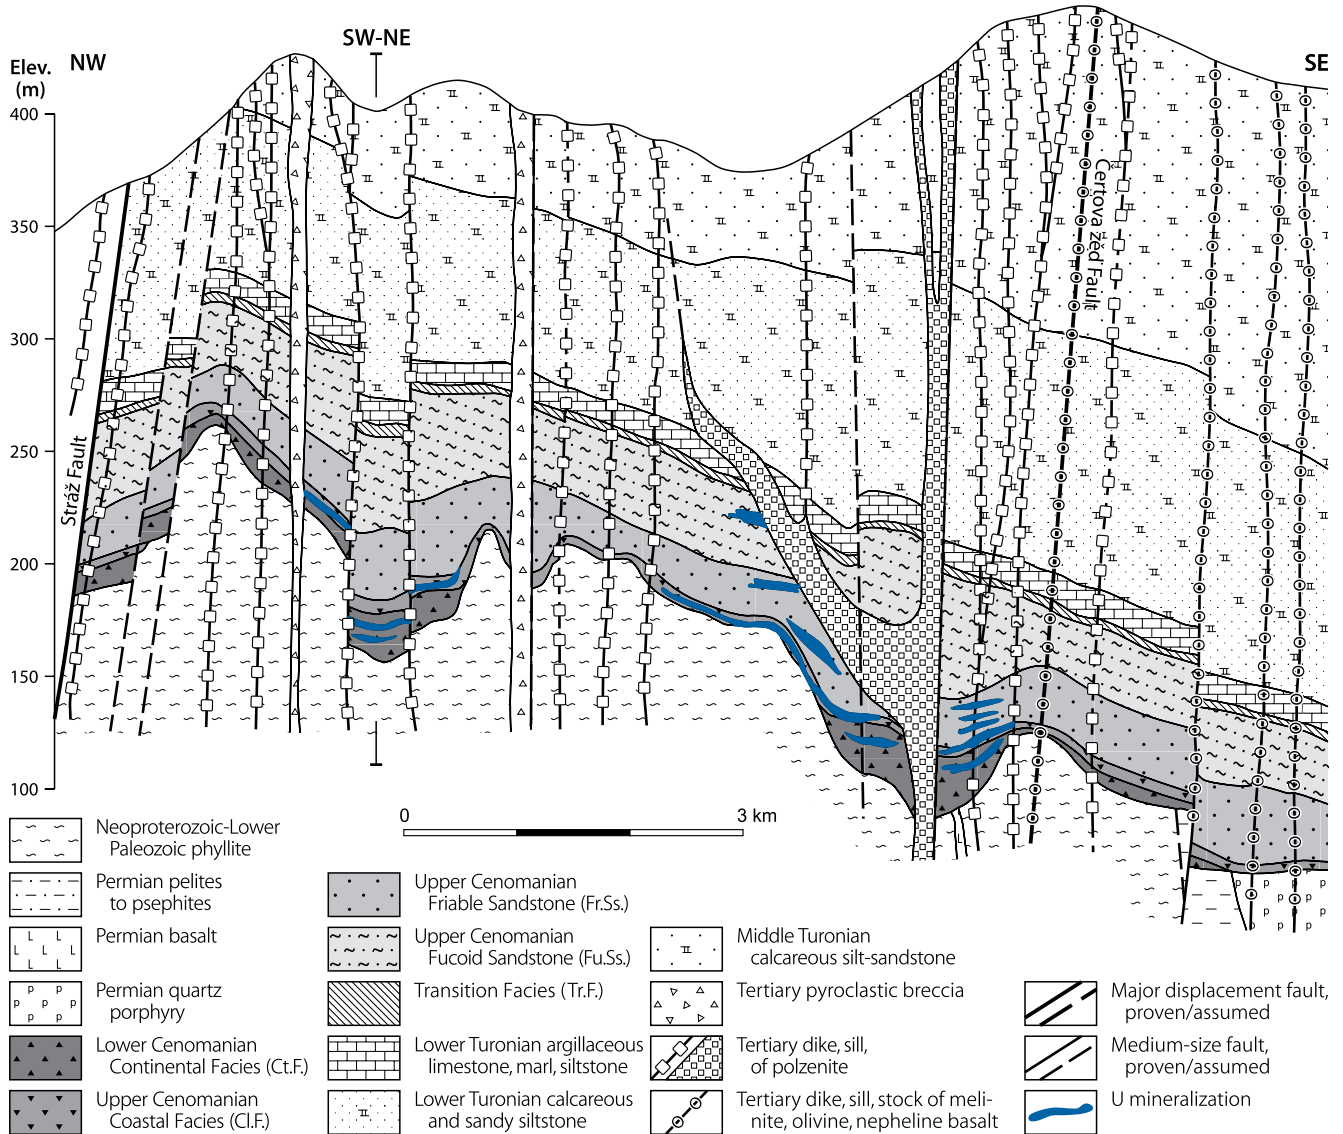 SW-NE
NW
SE
Elev.
(m)
400
350
300
250
200
150
100
Stráž Fault
Čertova zěd Fault
0
3 km
Neoproterozoic-Lower
Paleozoic phyllite
Permian pelites
to psephites
Permian basalt
Permian quartz
porphyry
Lower Cenomanian
Continental Facies (Ct.F.)
Upper Cenomanian
Coastal Facies (Cl.F.)
Upper Cenomanian
Friable Sandstone (Fr.Ss.)
Upper Cenomanian
Fucoid Sandstone (Fu.Ss.)
Transition Facies (Tr.F.)
Lower Turonian argillaceous
limestone, marl, siltstone
Lower Turonian calcareous
and sandy siltstone
Middle Turonian
calcareous silt-sandstone
Tertiary pyroclastic breccia
Tertiary dike, sill,
of polzenite
Tertiary dike, sill, stock of meli-
nite, olivine, nepheline basalt
Major displacement fault,
proven/assumed
Medium-size fault,
proven/assumed
U mineralization